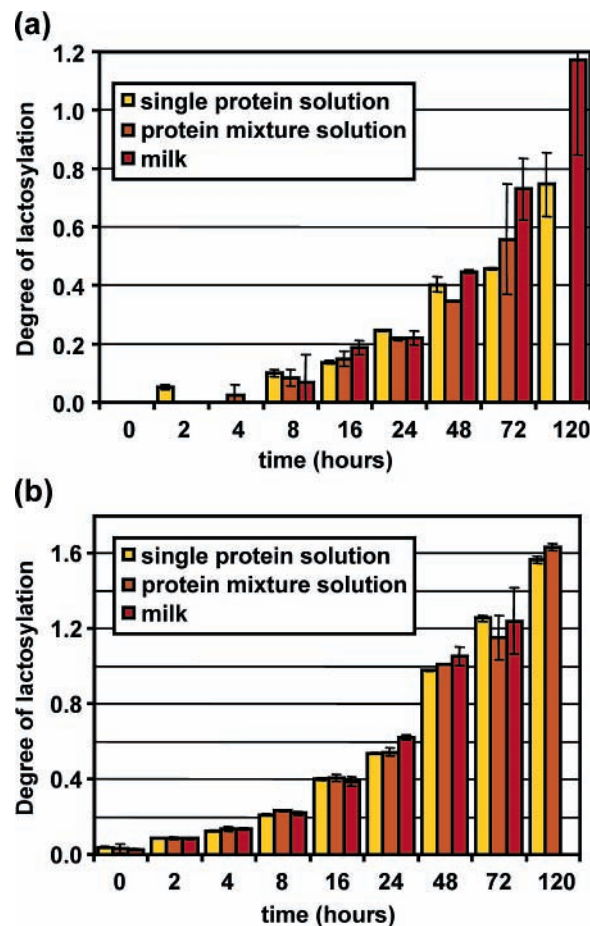 (a)
Degree of lactosylation
1.2
1.0
0.8
0.6
0.4
0.2
0.0
single protein solution
protein mixture solution
milk
0 2 4 8 16 24 48 72 120
time (hours)
(b)
Degree of lactosylation
1.6
1.2
0.8
0.4
0.0
single protein solution
protein mixture solution
milk
0 2 4 8 16 24 48 72 120
time (hours)